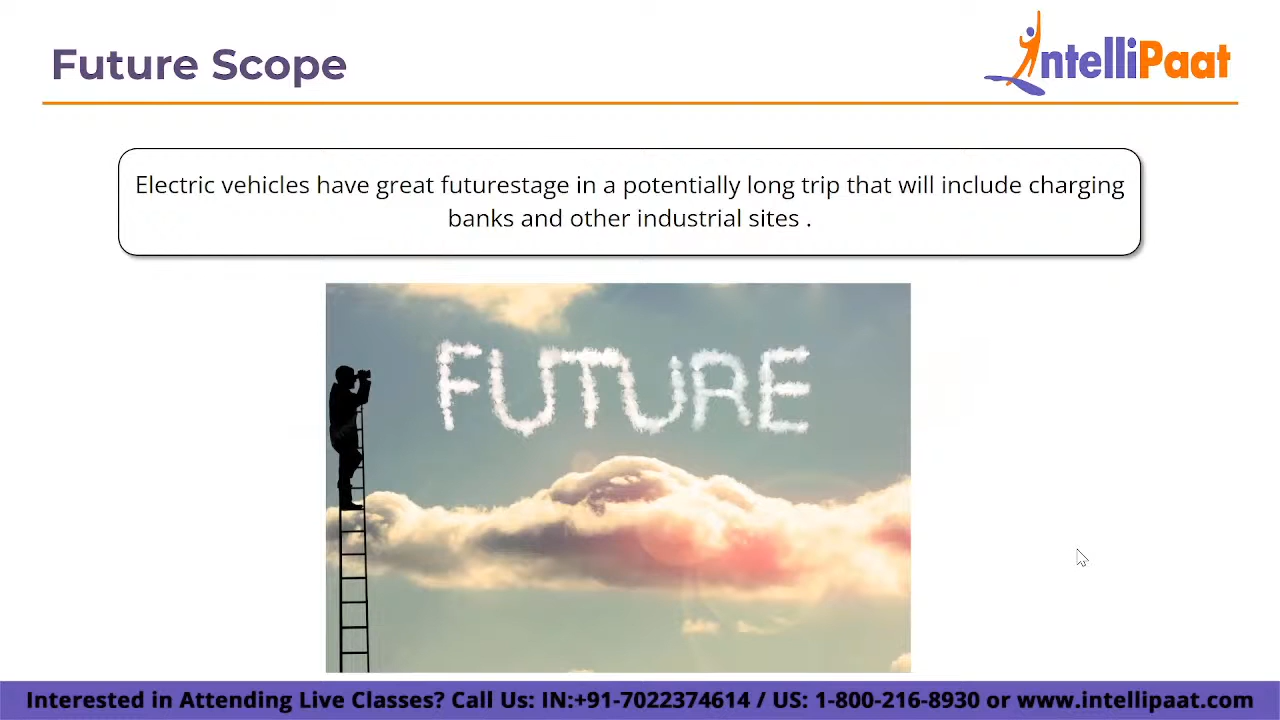 Future Scope
IntelliPaat
Electric vehicles have great futurestage in a potentially long trip that will include charging
banks and other industrial sites .
FUTURE
Interested in Attending Live Classes? Call Us: IN:+91-7022374614 / US: 1-800-216-8930 or www.intellipaat.com